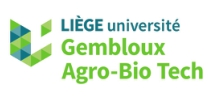 LIÈGE université
Gembloux
Agro-Bio Tech